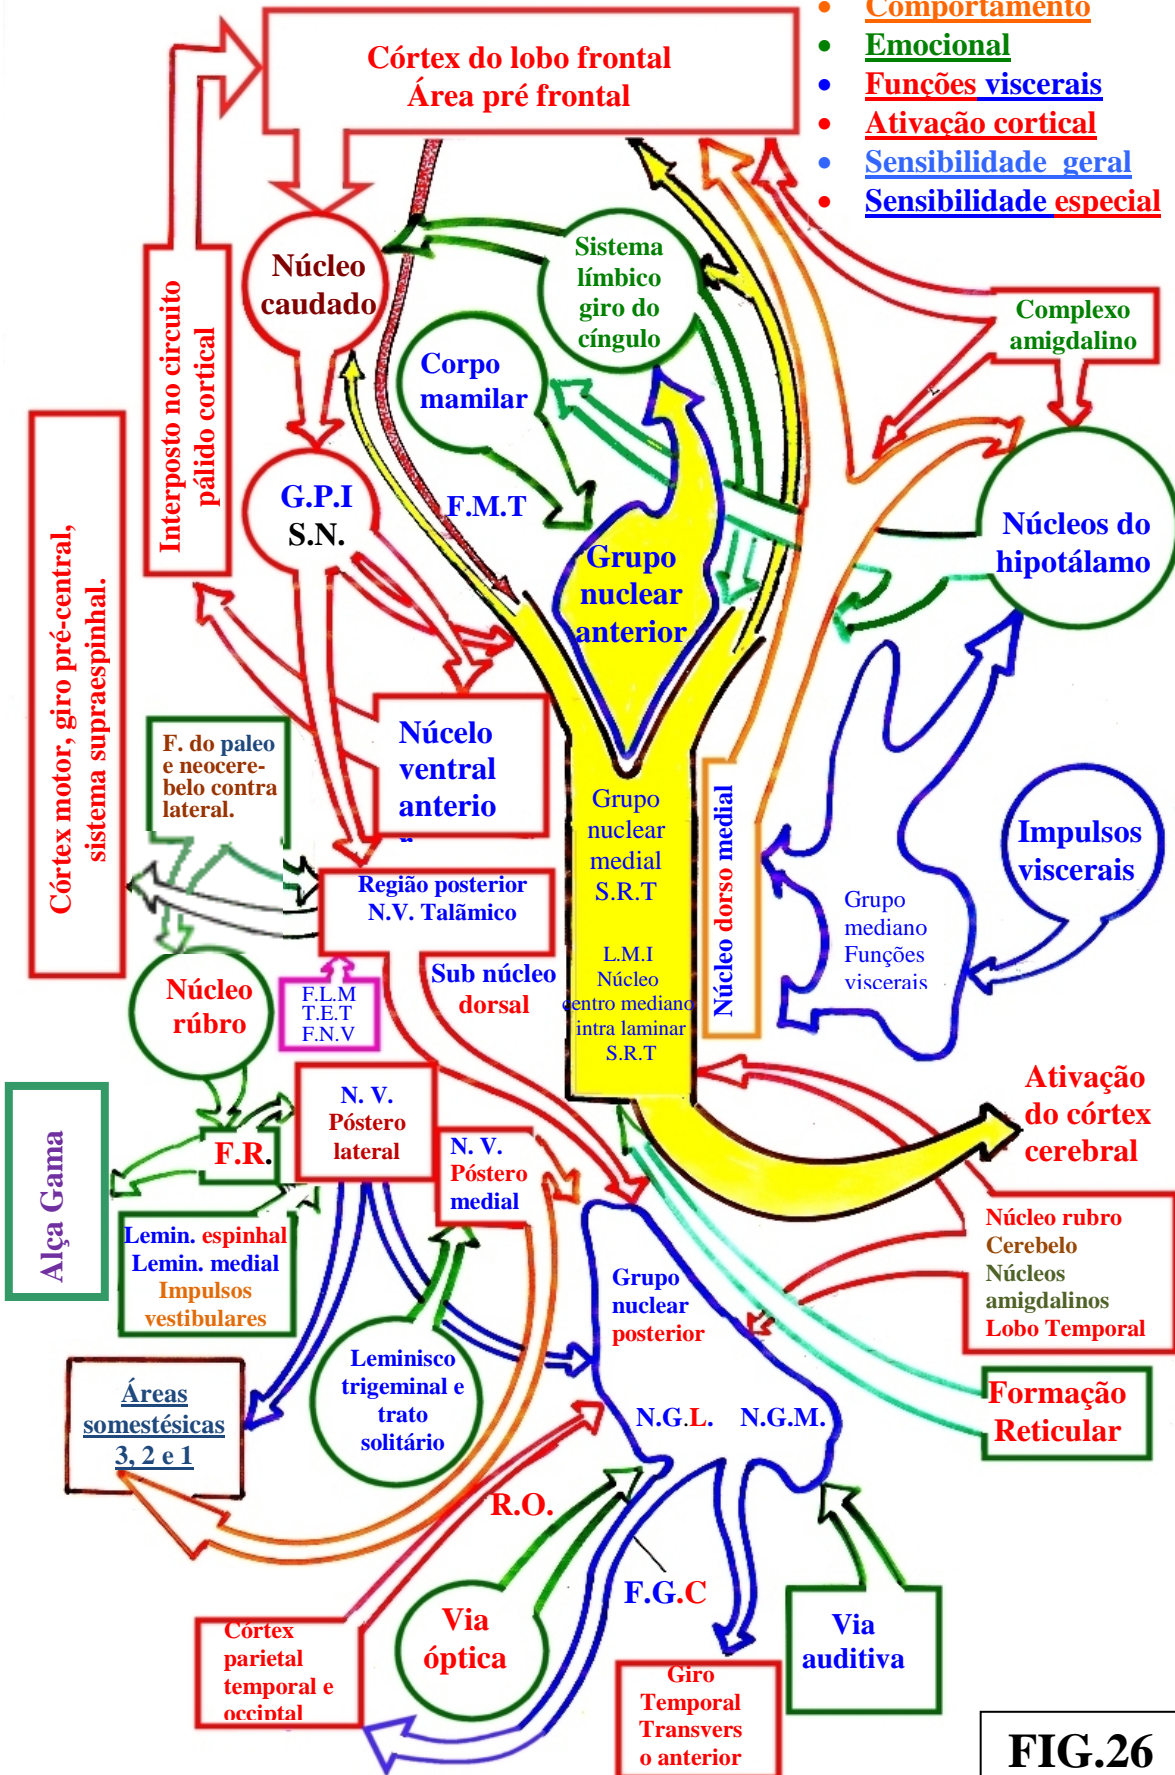 Comportamento
Emocional
Funções viscerais
Ativação cortical
Sensibilidade geral
Sensibilidade especial
Córtex do lobo frontal
Área pré frontal
Núcleo
caudado
Sistema
límbico
giro do
cíngulo
Complexo
amigdalino
Interposto no circuito
pálido cortical
Corpo
mamilar
Córtex motor, giro pré-central,
sistema supraespinhal.
G.P.I
S.N.
F.M.T
Grupo
nuclear
anterior
Núcleos do
hipotálamo
F. do paleo
e neocere-
belo contra
lateral.
Núcelo
ventral
anterio
Grupo
nuclear
medial
S.R.T
L.M.I
Núcleo
centro mediano
intra laminar
S.R.T
Núcleo dorso medial
Impulsos
viscerais
Grupo
mediano
Funções
viscerais
Região posterior
N.V. Talãmico
Sub núcleo
dorsal
Núcleo
rúbro
F.L.M
T.E.T
F.N.V
Ativação
do córtex
cerebral
Alça Gama
F.R.
N. V.
Póstero
lateral
N. V.
Póstero
medial
Lemin. espinhal
Lemin. medial
Impulsos
vestibulares
Núcleo rubro
Cerebelo
Núcleos
amigdalinos
Lobo Temporal
Grupo
nuclear
posterior
Leminisco
trigeminal e
trato
solitário
Áreas
somestésicas
3, 2 e 1
N.G.L. N.G.M.
Formação
Reticular
R.O.
F.G.C
Via
óptica
Via
auditiva
Córtex
parietal
temporal e
occiptal
Giro
Temporal
Transvers
o anterior
FIG.26